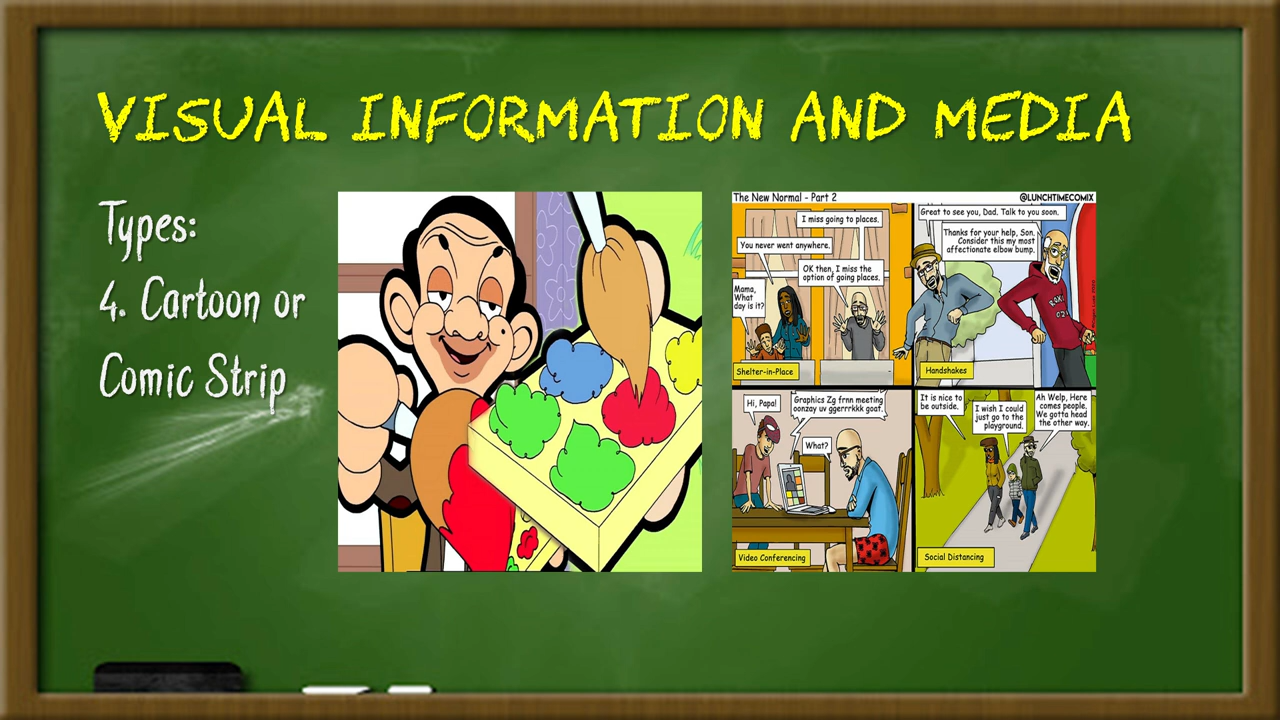 VISUAL INFORMATION AND MEDIA
Types:
4. Cartoon or
Comic Strip
The New Normal - Part 2
@LUNCHTIMECOMIX
I miss going to places.
You never went anywhere.
OK then, I miss the
option of going places.
Mama,
What
day is it?
Shelter-in-Place
Great to see you, Dad. Talk to you soon.
Thanks for your help, Son.
Consider this my most
affectionate elbow bump.
Handshakes
Hi, Papa!
Graphics Zg frnn meeting
oonzay uv ggerrrkkk goat.
What?
Video Conferencing
It is nice to
be outside.
I wish I could
just go to the
playground.
Ah Welp, Here
comes people.
We gotta head
the other way.
Social Distancing